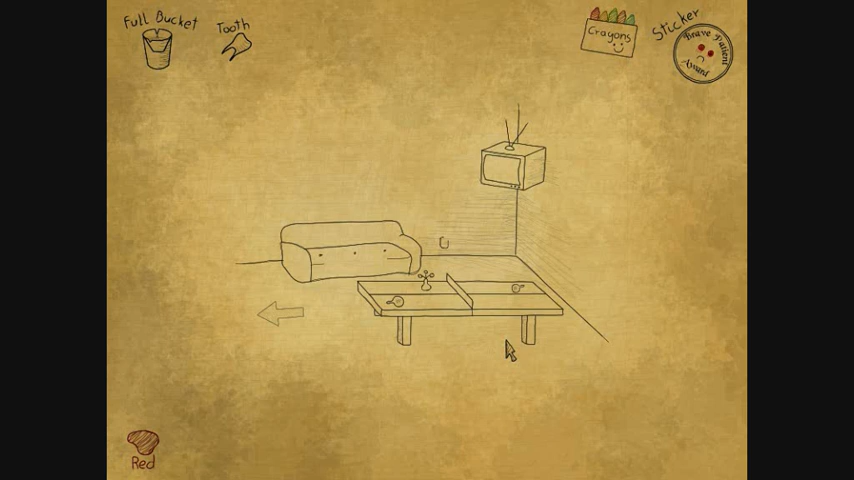 Full Bucket
Tooth
Crayons
Sticker
Brave Patient
Award
Red